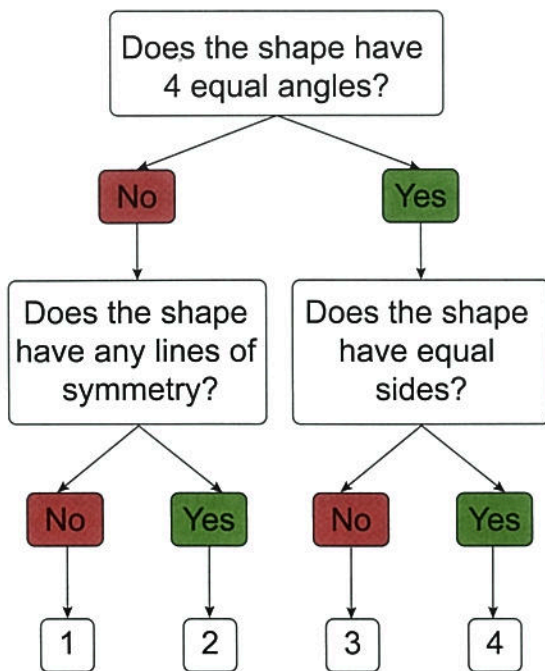 Does the shape have
4 equal angles?
No
Yes
Does the shape
have any lines of
symmetry?
Does the shape
have equal
sides?
No
Yes
No
Yes
1
2
3
4